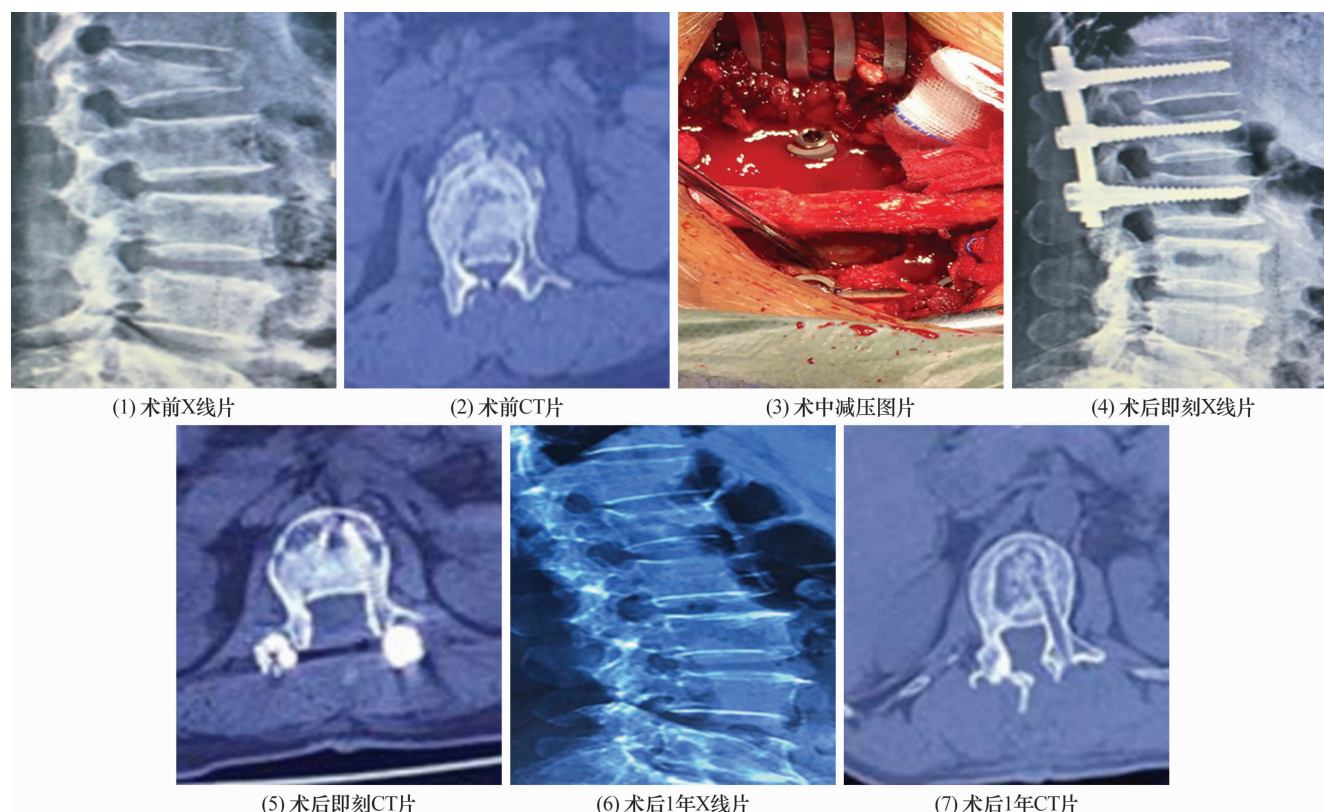 (1) 术前X线片
(2) 术前CT片
(3) 术中减压图片
(4) 术后即刻X线片
(5) 术后即刻CT片
(6) 术后1年X线片
(7) 术后1年CT片